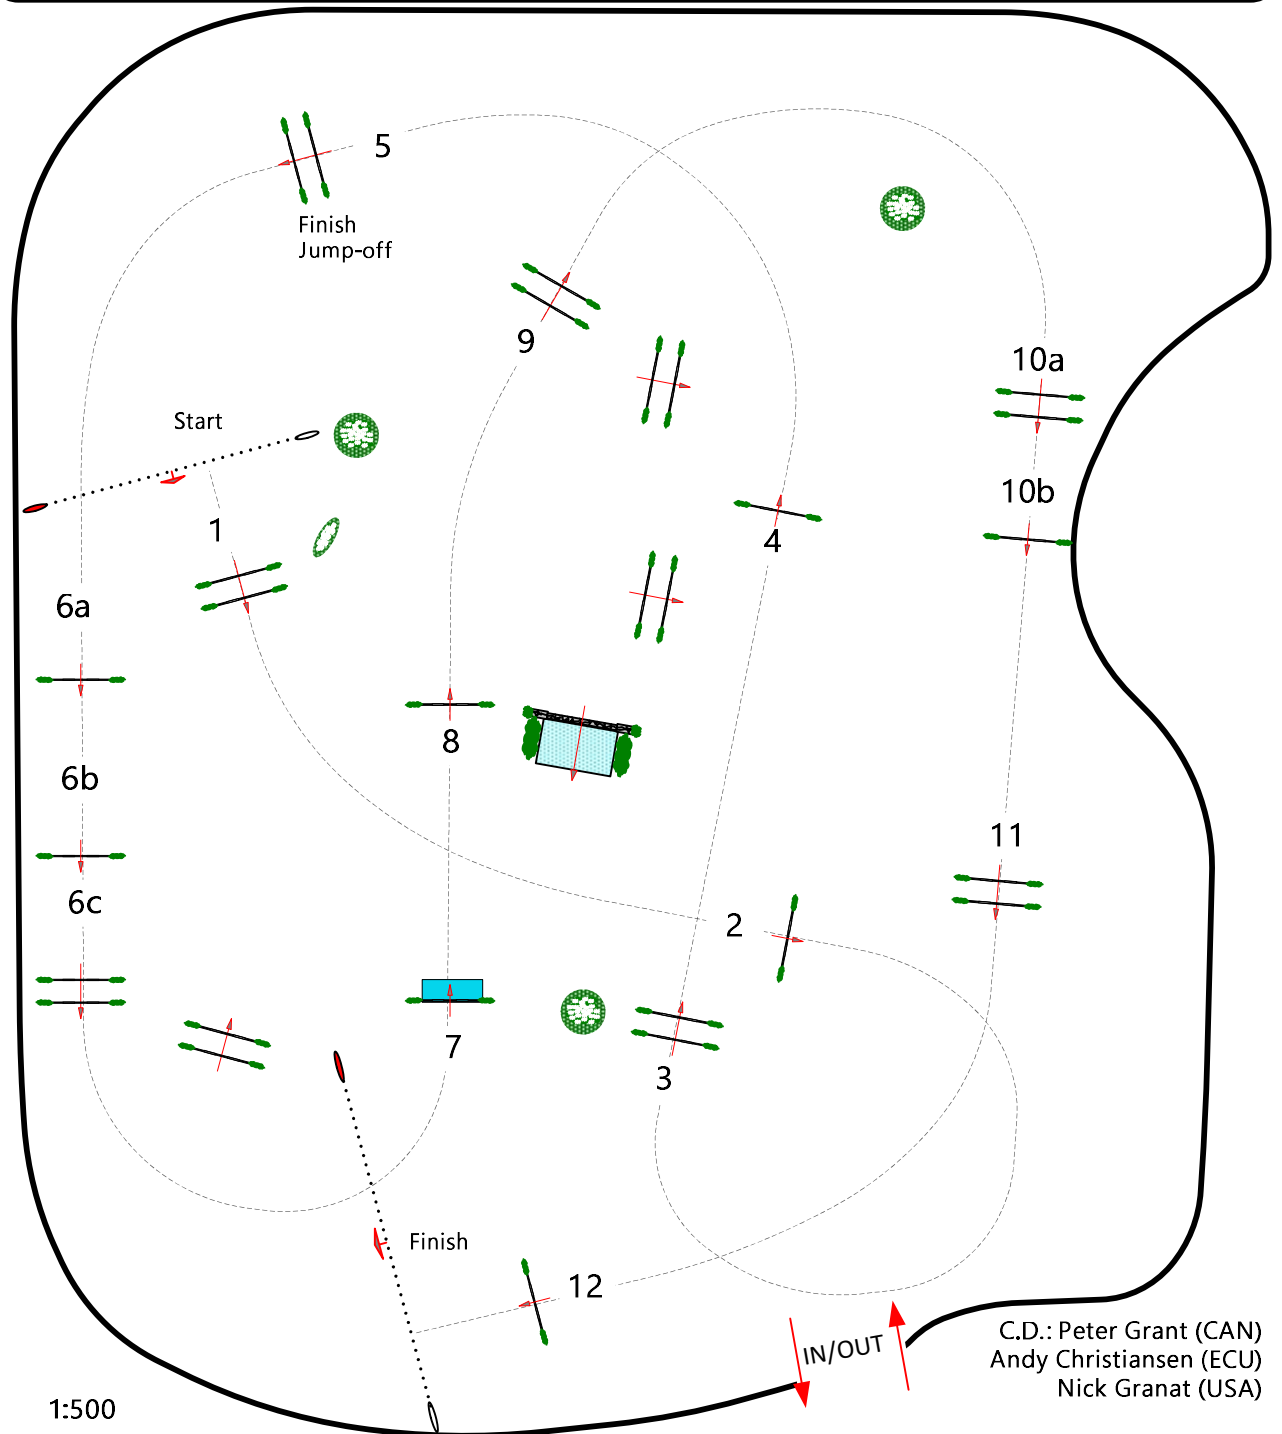 5
Finish
Jump-off
9
10a
Start
10b
1
4
6a
8
6b
11
6c
2
7
3
Finish
12
IN/OUT
C.D.: Peter Grant (CAN)
Andy Christiansen (ECU)
Nick Granat (USA)
1:500